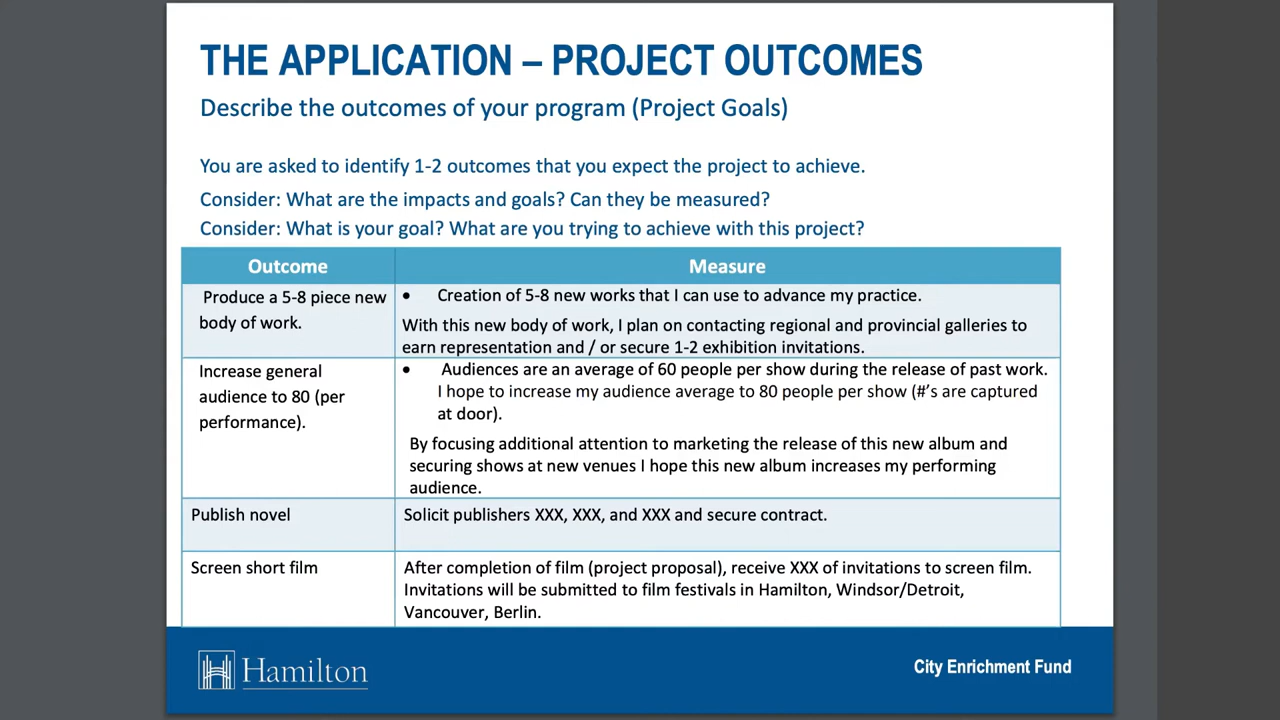 THE APPLICATION – PROJECT OUTCOMES
Describe the outcomes of your program (Project Goals)
You are asked to identify 1-2 outcomes that you expect the project to achieve.
Consider: What are the impacts and goals? Can they be measured?
Consider: What is your goal? What are you trying to achieve with this project?
Outcome
Measure
Produce a 5-8 piece new
body of work.
• Creation of 5-8 new works that I can use to advance my practice.
With this new body of work, I plan on contacting regional and provincial galleries to
earn representation and / or secure 1-2 exhibition invitations.
Increase general
audience to 80 (per
performance).
• Audiences are an average of 60 people per show during the release of past work.
I hope to increase my audience average to 80 people per show (#'s are captured
at door).
By focusing additional attention to marketing the release of this new album and
securing shows at new venues I hope this new album increases my performing
audience.
Publish novel
Solicit publishers XXX, XXX, and XXX and secure contract.
Screen short film
After completion of film (project proposal), receive XXX of invitations to screen film.
Invitations will be submitted to film festivals in Hamilton, Windsor/Detroit,
Vancouver, Berlin.
Hamilton
City Enrichment Fund